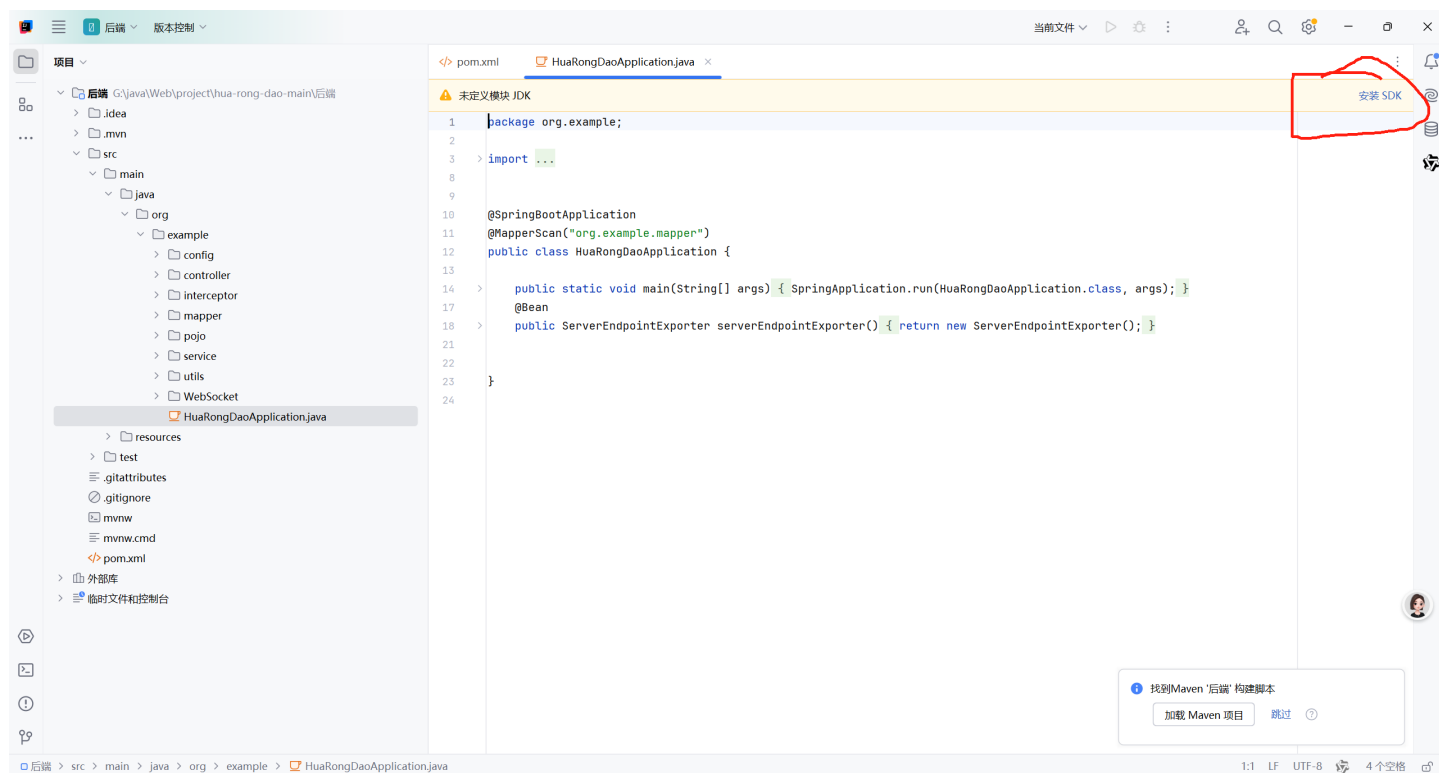 后端 版本控制 当前文件
项目
pom.xml HuaRongDaoApplication.java
后端 G:\java\Web\project\hua-rong-dao-main\后端
.idea
.mvn
src
main
java
org
example
config
controller
interceptor
mapper
pojo
service
utils
WebSocket
HuaRongDaoApplication.java
resources
test
.gitattributes
.gitignore
mvnw
mvnw.cmd
pom.xml
外部库
临时文件和控制台
未定义模块 JDK 安装 SDK
1 package org.example;
2
3 import ...
8
9
10 @SpringBootApplication
11 @MapperScan("org.example.mapper")
12 public class HuaRongDaoApplication {
13
14 public static void main(String[] args) { SpringApplication.run(HuaRongDaoApplication.class, args); }
17 @Bean
18 public ServerEndpointExporter serverEndpointExporter() { return new ServerEndpointExporter(); }
21
22
23 }
24
找到Maven '后端' 构建脚本
加载 Maven 项目 跳过
后端 > src > main > java > org > example > HuaRongDaoApplication.java 1:1 LF UTF-8 4 个空格